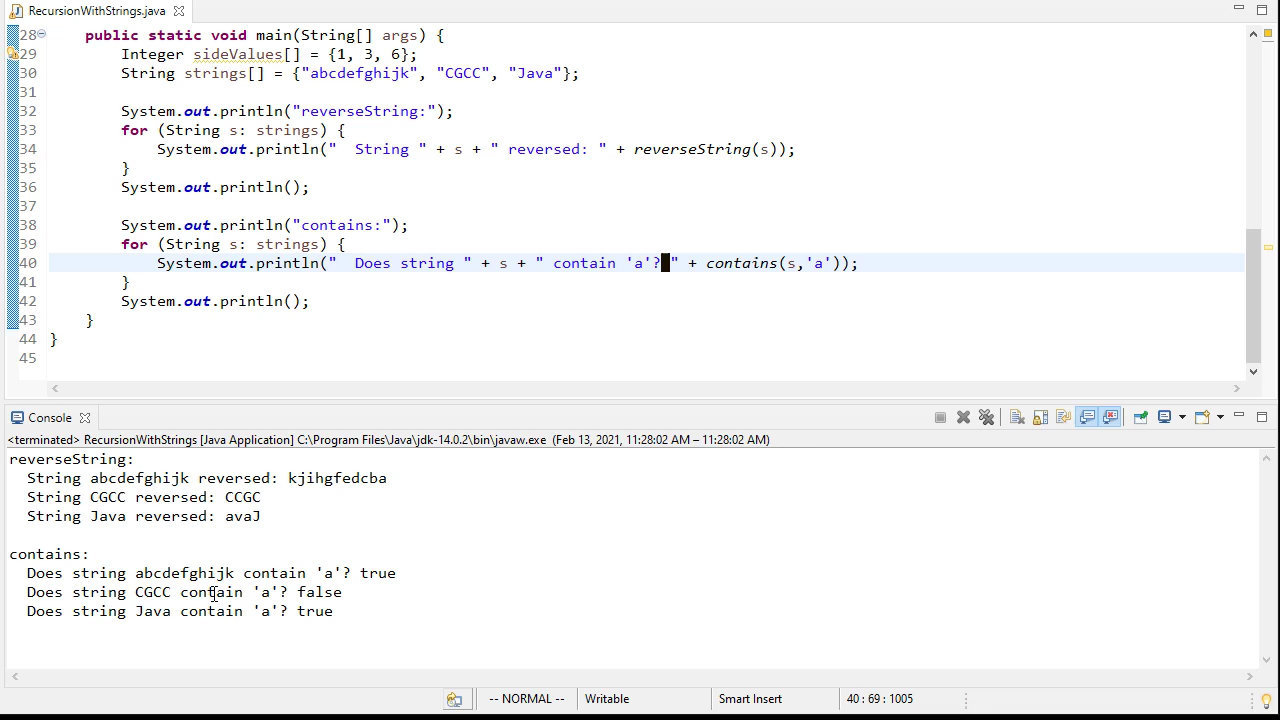 RecursionWithStrings.java
28 public static void main(String[] args) {
29 Integer sideValues[] = {1, 3, 6};
30 String strings[] = {"abcdefghijk", "CGCC", "Java"};
31
32 System.out.println("reverseString:");
33 for (String s: strings) {
34 System.out.println("  String " + s + " reversed: " + reverseString(s));
35 }
36 System.out.println();
37
38 System.out.println("contains:");
39 for (String s: strings) {
40 System.out.println("  Does string " + s + " contain 'a'? " + contains(s,'a'));
41 }
42 System.out.println();
43 }
44 }
45
Console
<terminated> RecursionWithStrings [Java Application] C:\Program Files\Java\jdk-14.0.2\bin\javaw.exe (Feb 13, 2021, 11:28:02 AM – 11:28:02 AM)
reverseString:
String abcdefghijk reversed: kjihgfedcba
String CGCC reversed: CCGC
String Java reversed: avaJ
contains:
Does string abcdefghijk contain 'a'? true
Does string CGCC contain 'a'? false
Does string Java contain 'a'? true
-- NORMAL -- Writable Smart Insert 40 : 69 : 1005